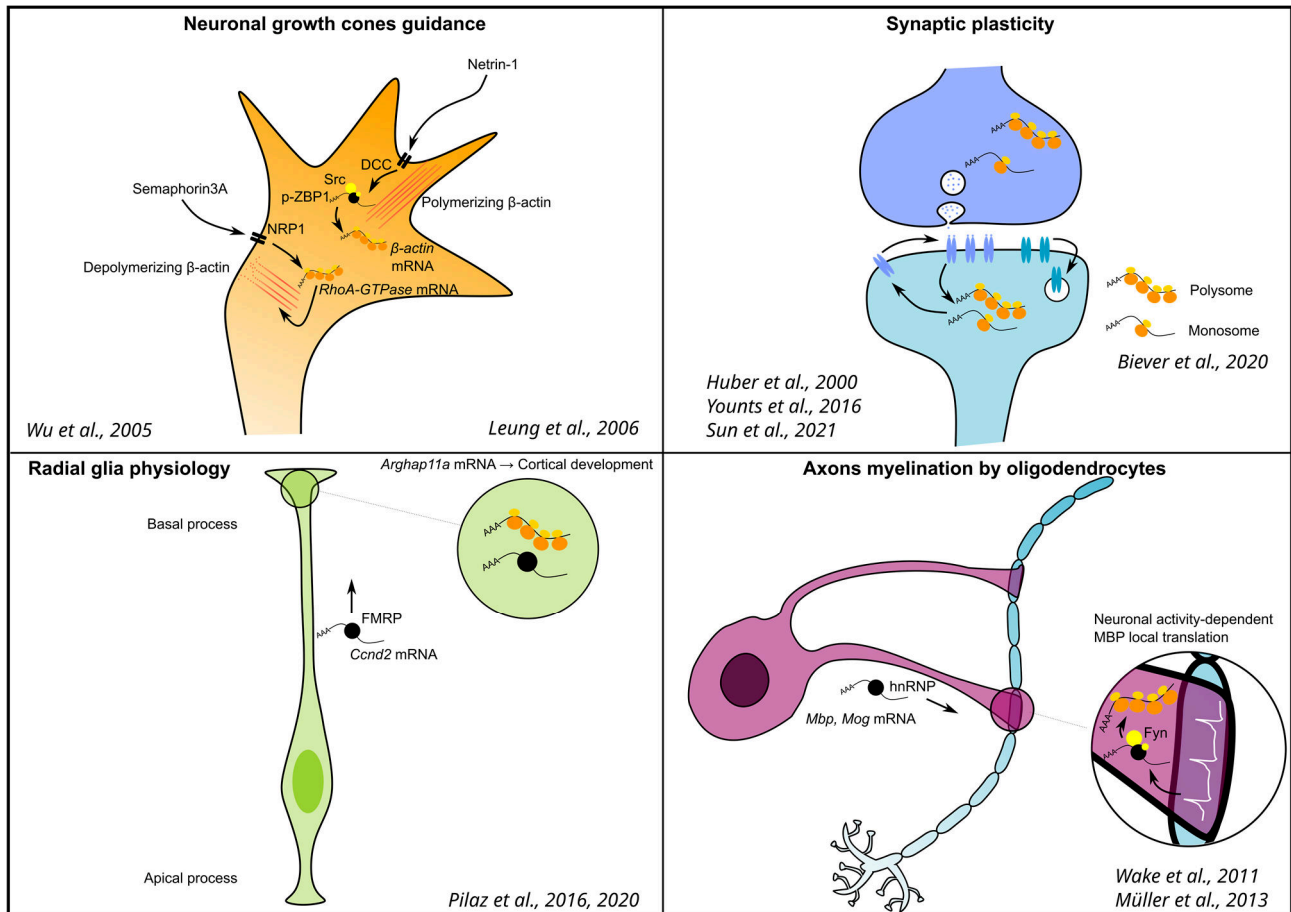 Neuronal growth cones guidance
Netrin-1
DCC
Src
p-ZBP1
AAA
Semaphorin3A
Polymerizing β-actin
NRP1
AAA
β-actin
mRNA
Depolymerizing β-actin
AAA
RhoA-GTPase mRNA
Wu et al., 2005
Leung et al., 2006
Synaptic plasticity
AAA
AAA
AAA
AAA
AAA
Polysome
AAA
Monosome
Biever et al., 2020
Huber et al., 2000
Younts et al., 2016
Sun et al., 2021
Radial glia physiology
Arghap11a mRNA → Cortical development
Basal process
AAA
AAA
FMRP
AAA
Ccnd2 mRNA
Apical process
Pilaz et al., 2016, 2020
Axons myelination by oligodendrocytes
Neuronal activity-dependent
MBP local translation
AAA
hnRNP
Mbp, Mog mRNA
AAA
Fyn
AAA
Wake et al., 2011
Müller et al., 2013